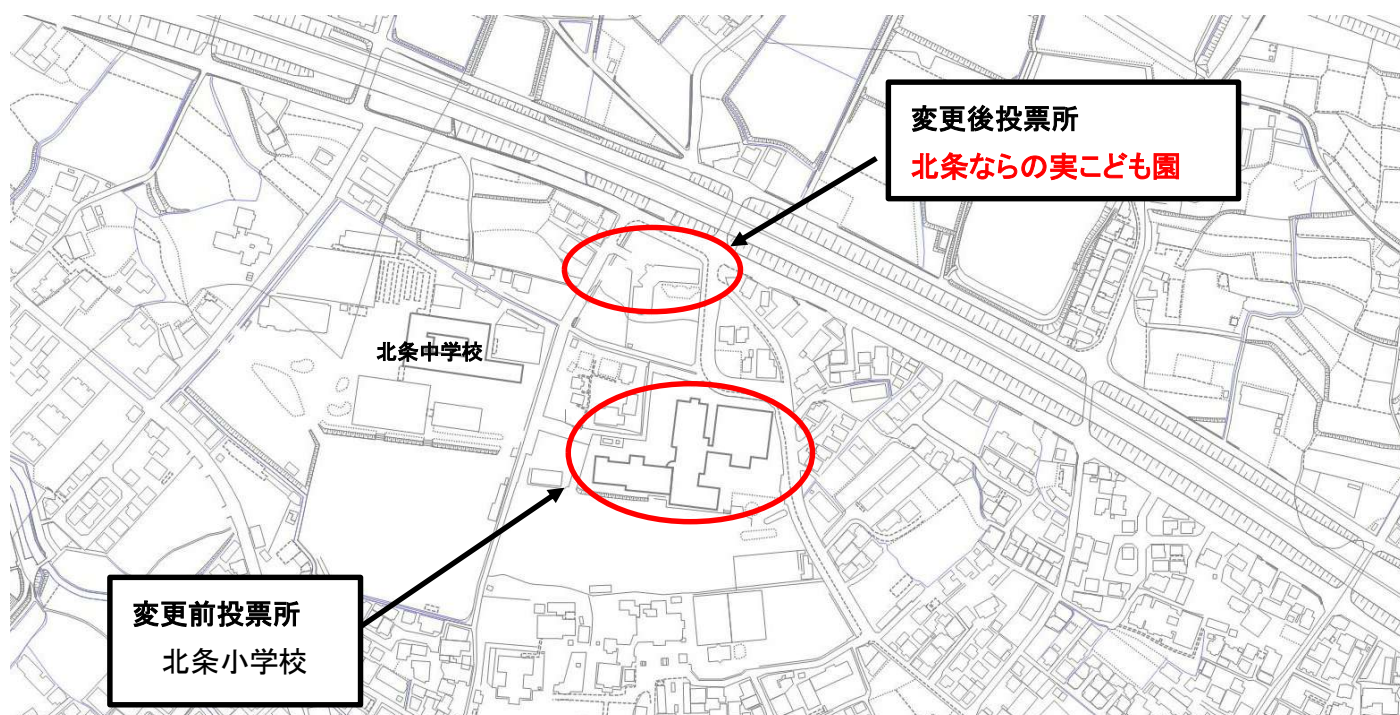 変更後投票所
北条ならの実こども園
北条中学校
変更前投票所
北条小学校